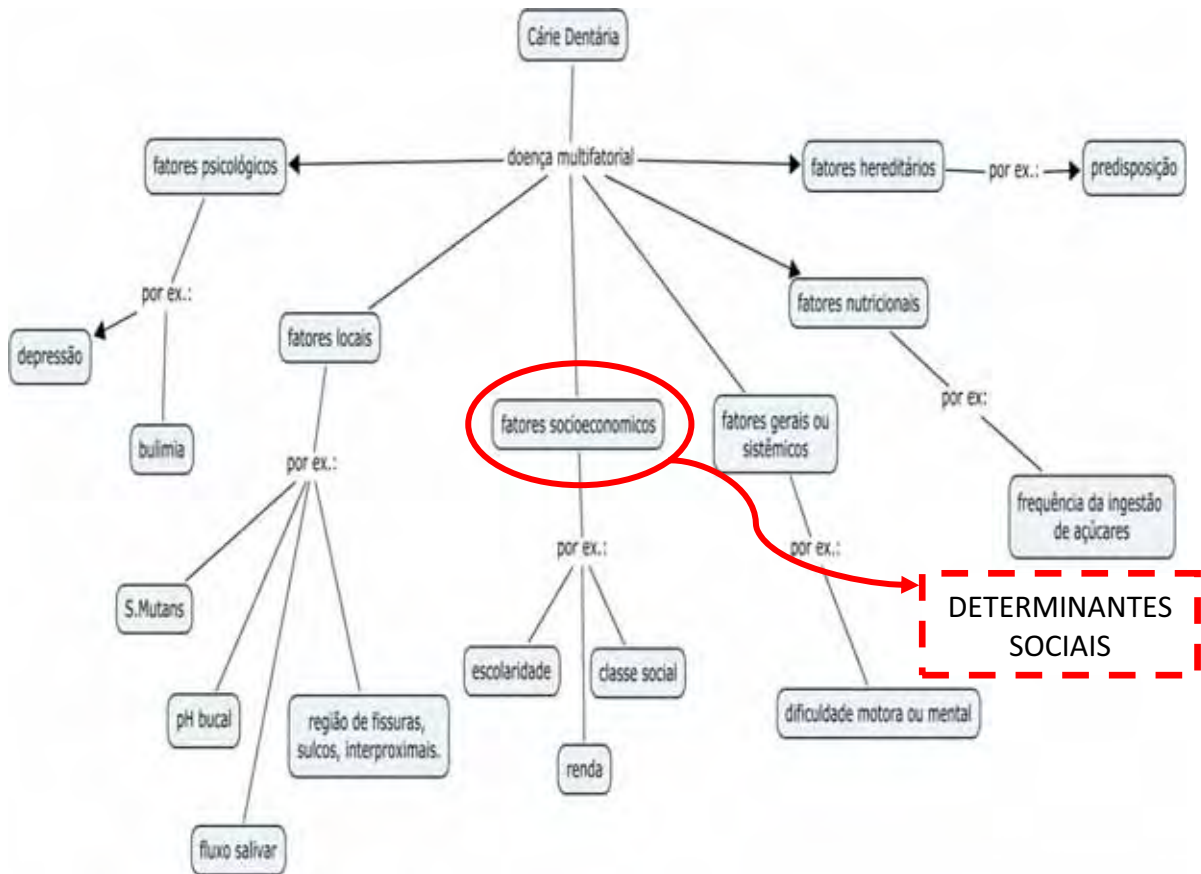 Cárie Dentária
doença multifatorial
fatores psicológicos
fatores hereditários
por ex.:
predisposição
por ex.:
depressão
bulimia
fatores locais
por ex.:
S.Mutans
pH bucal
região de fissuras,
sulcos, interproximais.
fluxo salivar
fatores socioeconomicos
por ex.:
escolaridade
classe social
renda
fatores gerais ou
sistêmicos
por ex.:
dificuldade motora ou mental
fatores nutricionais
por ex:
frequência da ingestão
de açúcares
DETERMINANTES
SOCIAIS